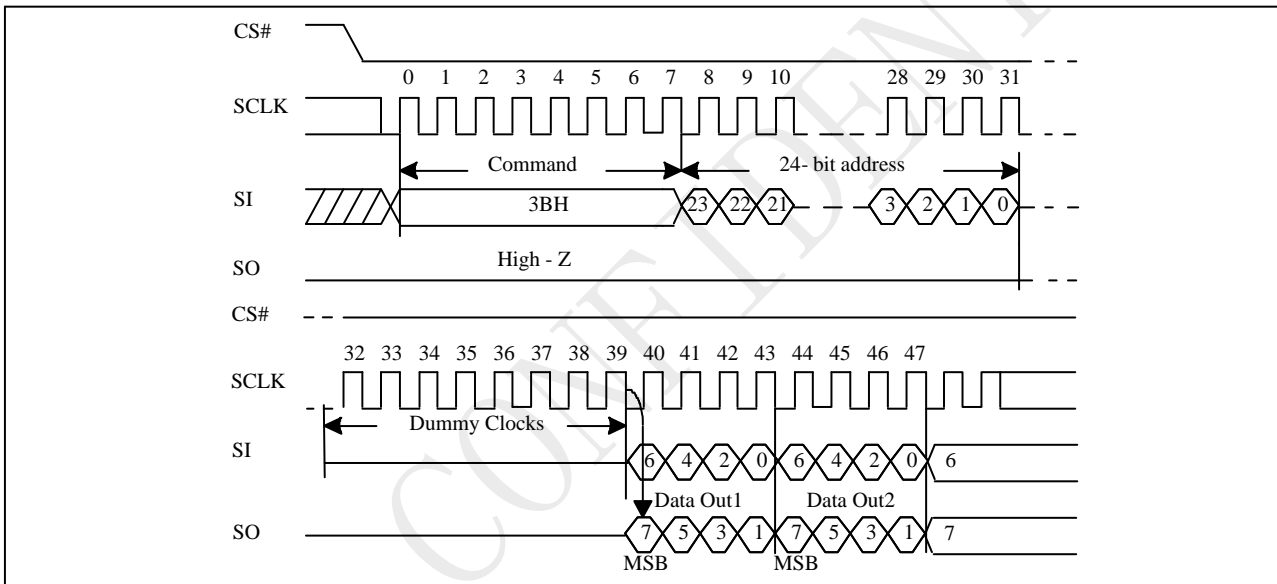 CS#
0 1 2 3 4 5 6 7 8 9 10 28 29 30 31
SCLK
Command 24- bit address
SI 3BH 23 22 21 3 2 1 0
High - Z
SO
CS#
32 33 34 35 36 37 38 39 40 41 42 43 44 45 46 47
SCLK
Dummy Clocks
SI 6 4 2 0 6 4 2 0 6
Data Out1 Data Out2
SO 7 5 3 1 7 5 3 1 7
MSB MSB
CONFIDENT